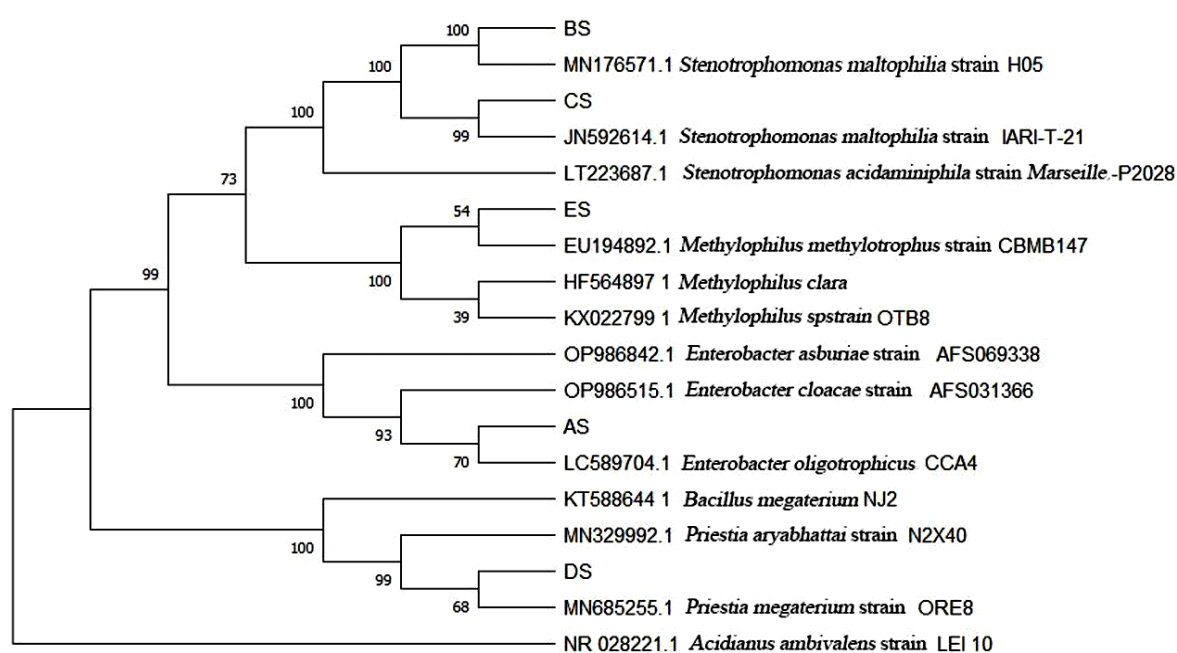 BS
100
MN176571.1 Stenotrophomonas maltophilia strain H05
100
CS
100
99
JN592614.1 Stenotrophomonas maltophilia strain IARI-T-21
LT223687.1 Stenotrophomonas acidaminiphila strain Marseille.-P2028
73
ES
54
EU194892.1 Methylophilus methylotrophus strain CBMB147
99
100
HF564897 1 Methylophilus clara
39
KX022799 1 Methylophilus spstrain OTB8
OP986842.1 Enterobacter asburiae strain AFS069338
100
OP986515.1 Enterobacter cloacae strain AFS031366
93
AS
70
LC589704.1 Enterobacter oligotrophicus CCA4
KT588644 1 Bacillus megaterium NJ2
100
MN329992.1 Priestia aryabhattai strain N2X40
99
DS
68
MN685255.1 Priestia megaterium strain ORE8
NR 028221.1 Acidianus ambivalens strain LEI 10